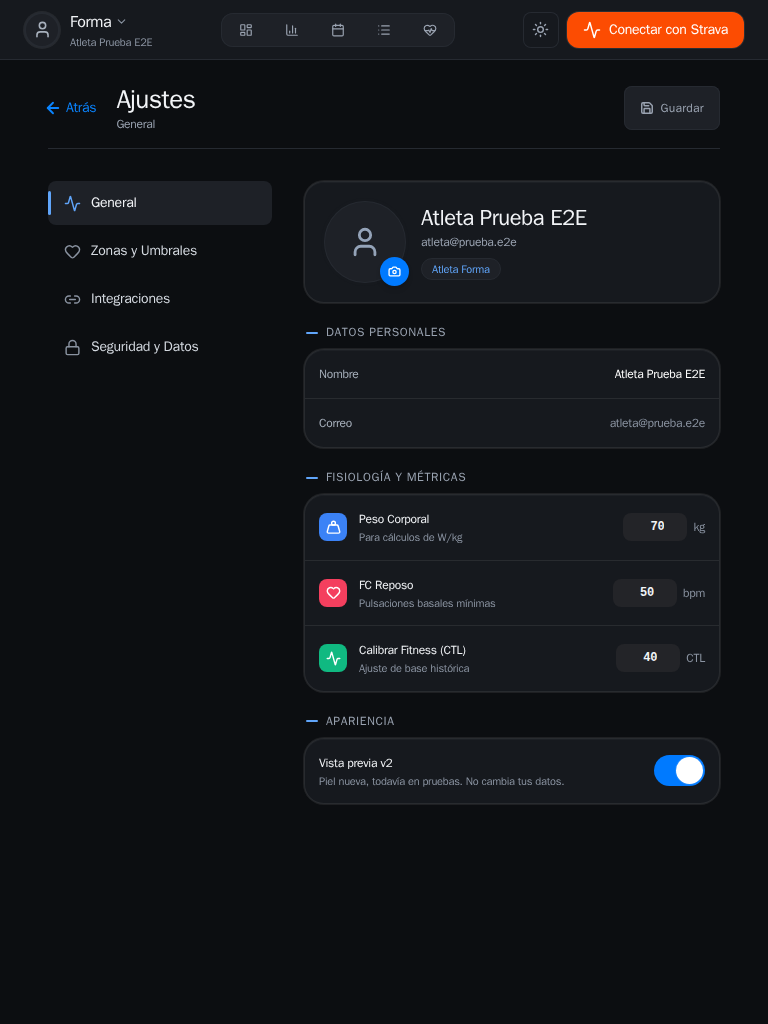 Forma
Atleta Prueba E2E
Conectar con Strava
Atrás
Ajustes
General
Guardar
General
Zonas y Umbrales
Integraciones
Seguridad y Datos
Atleta Prueba E2E
atleta@prueba.e2e
Atleta Forma
DATOS PERSONALES
Nombre
Atleta Prueba E2E
Correo
atleta@prueba.e2e
FISIOLOGÍA Y MÉTRICAS
Peso Corporal
Para cálculos de W/kg
70 kg
FC Reposo
Pulsaciones basales mínimas
50 bpm
Calibrar Fitness (CTL)
Ajuste de base histórica
40 CTL
APARIENCIA
Vista previa v2
Piel nueva, todavía en pruebas. No cambia tus datos.